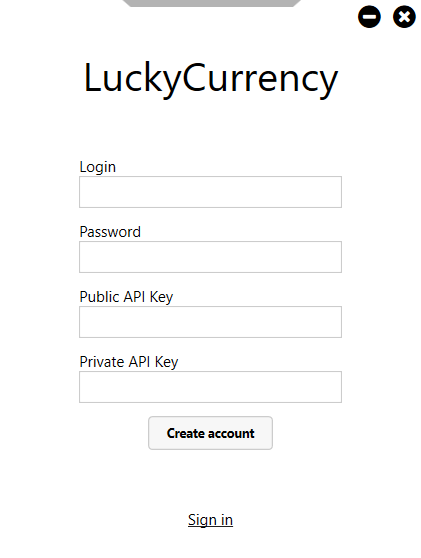 LuckyCurrency
Login
Password
Public API Key
Private API Key
Create account
Sign in